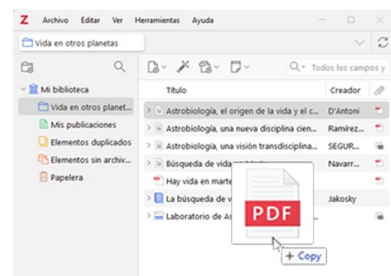 Z Archivo Editar Ver Herramientas Ayuda
Vida en otros planetas
Todos los campos y
Mi biblioteca
Vida en otros planet...
Mis publicaciones
Elementos duplicados
Elementos sin archiv...
Papelera
Título Creador
Astrobiología, el origen de la vida y el c... D'Antoni
Astrobiología, una nueva disciplina cien... Ramírez...
Astrobiología, una visión transdisciplina... SEGUR...
Búsqueda de vida Navarr...
Hay vida en marte
La búsqueda de v Jakosky
Laboratorio de As
PDF
+ Copy